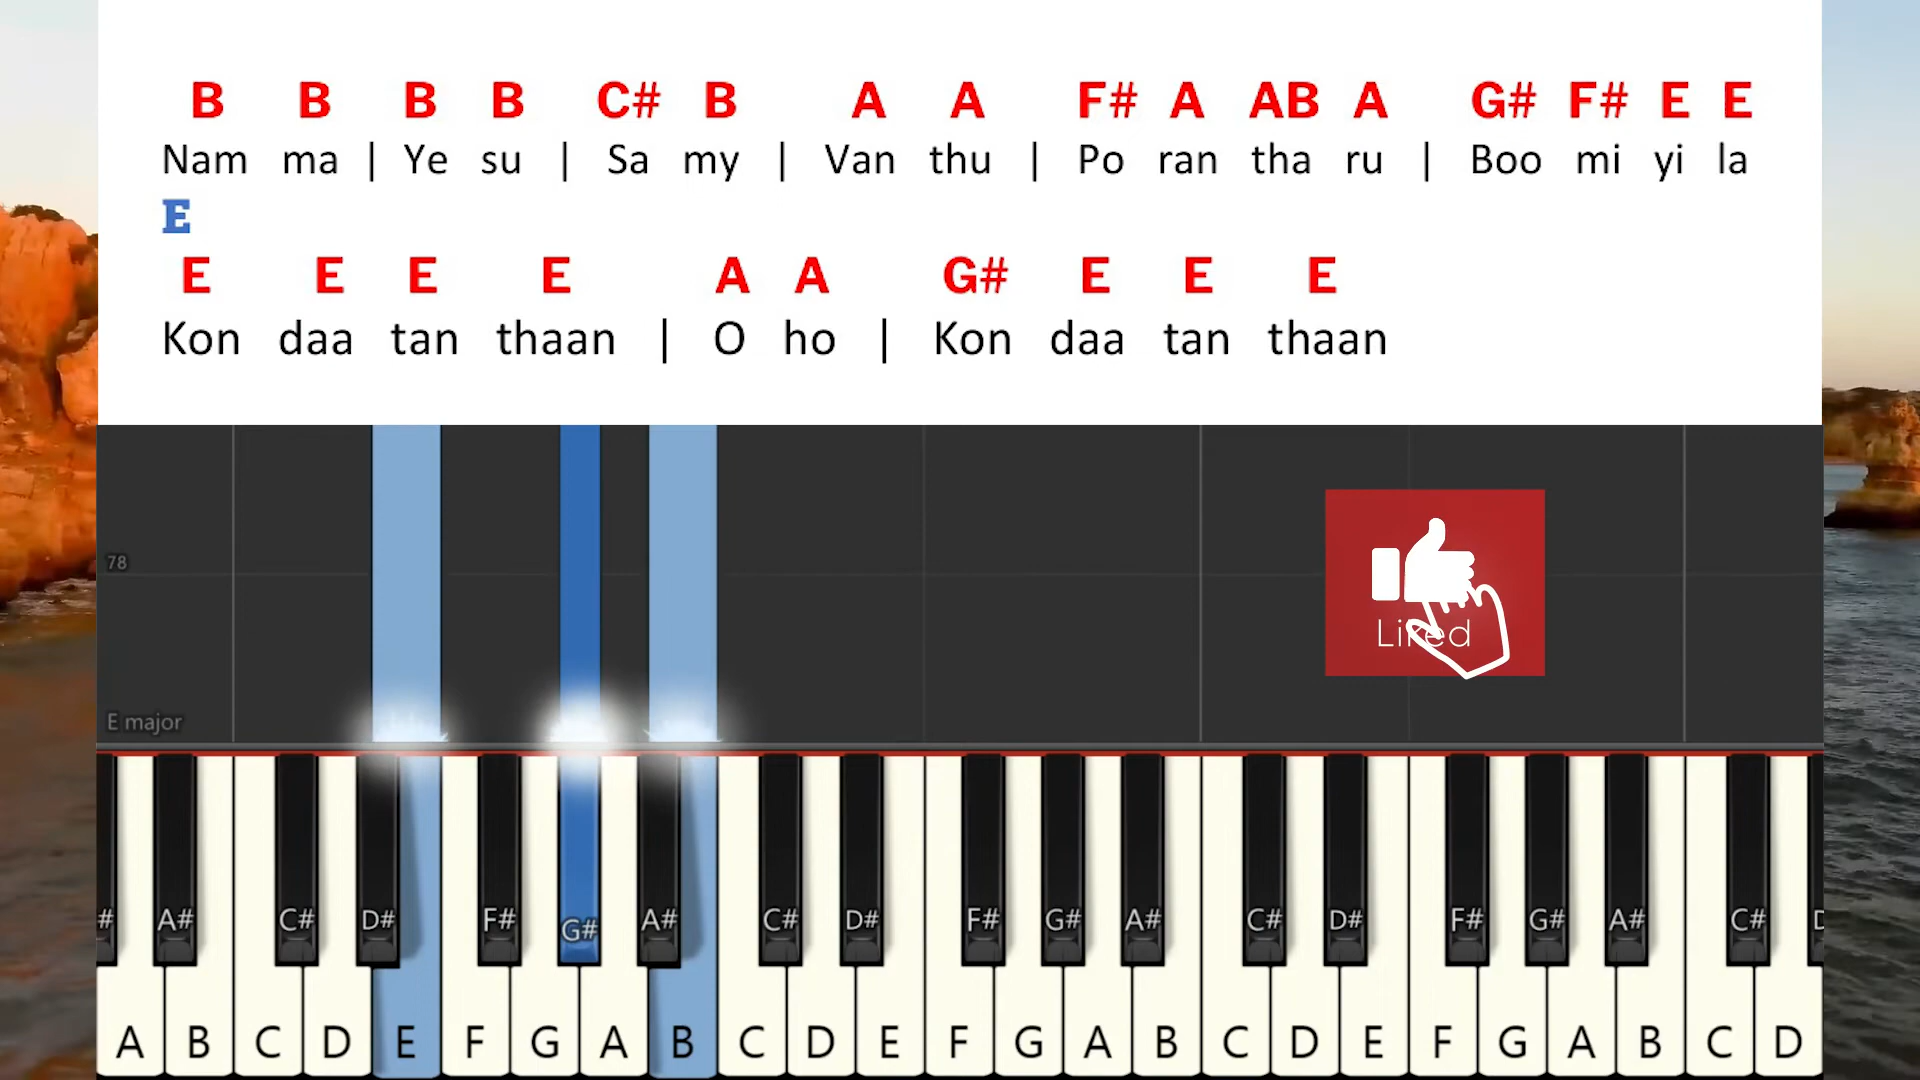 B B B B C# B A A F# A AB A G# F# E E
Nam ma | Ye su | Sa my | Van thu | Po ran tha ru | Boo mi yi la
E
E E E E A A G# E E E
Kon daa tan thaan | O ho | Kon daa tan thaan
78
Liked
E major
# A# C# D# F# G# A# C# D# F# G# A# C# D# F# G# A# C# D
A B C D E F G A B C D E F G A B C D E F G A B C D